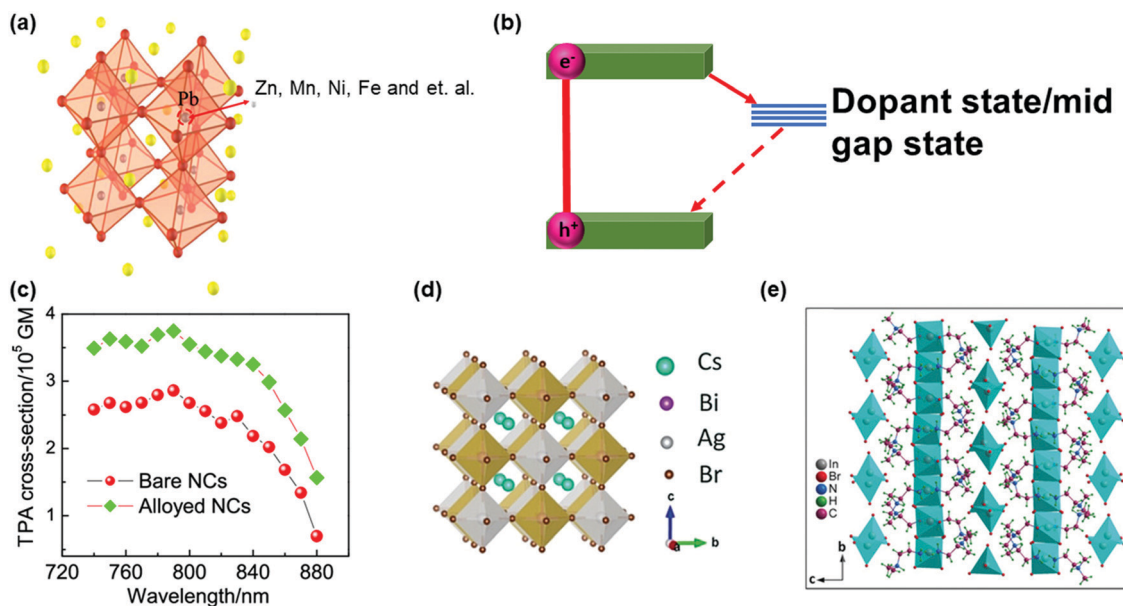 (a)
Pb
Zn, Mn, Ni, Fe and et. al.
(b)
e-
h+
Dopant state/mid
gap state
(c)
TPA cross-section/10⁵ GM
4
3
2
1
Bare NCs
Alloyed NCs
720 760 800 840 880
Wavelength/nm
(d)
Cs
Bi
Ag
Br
c
a
b
(e)
In
Br
N
H
C
b
c